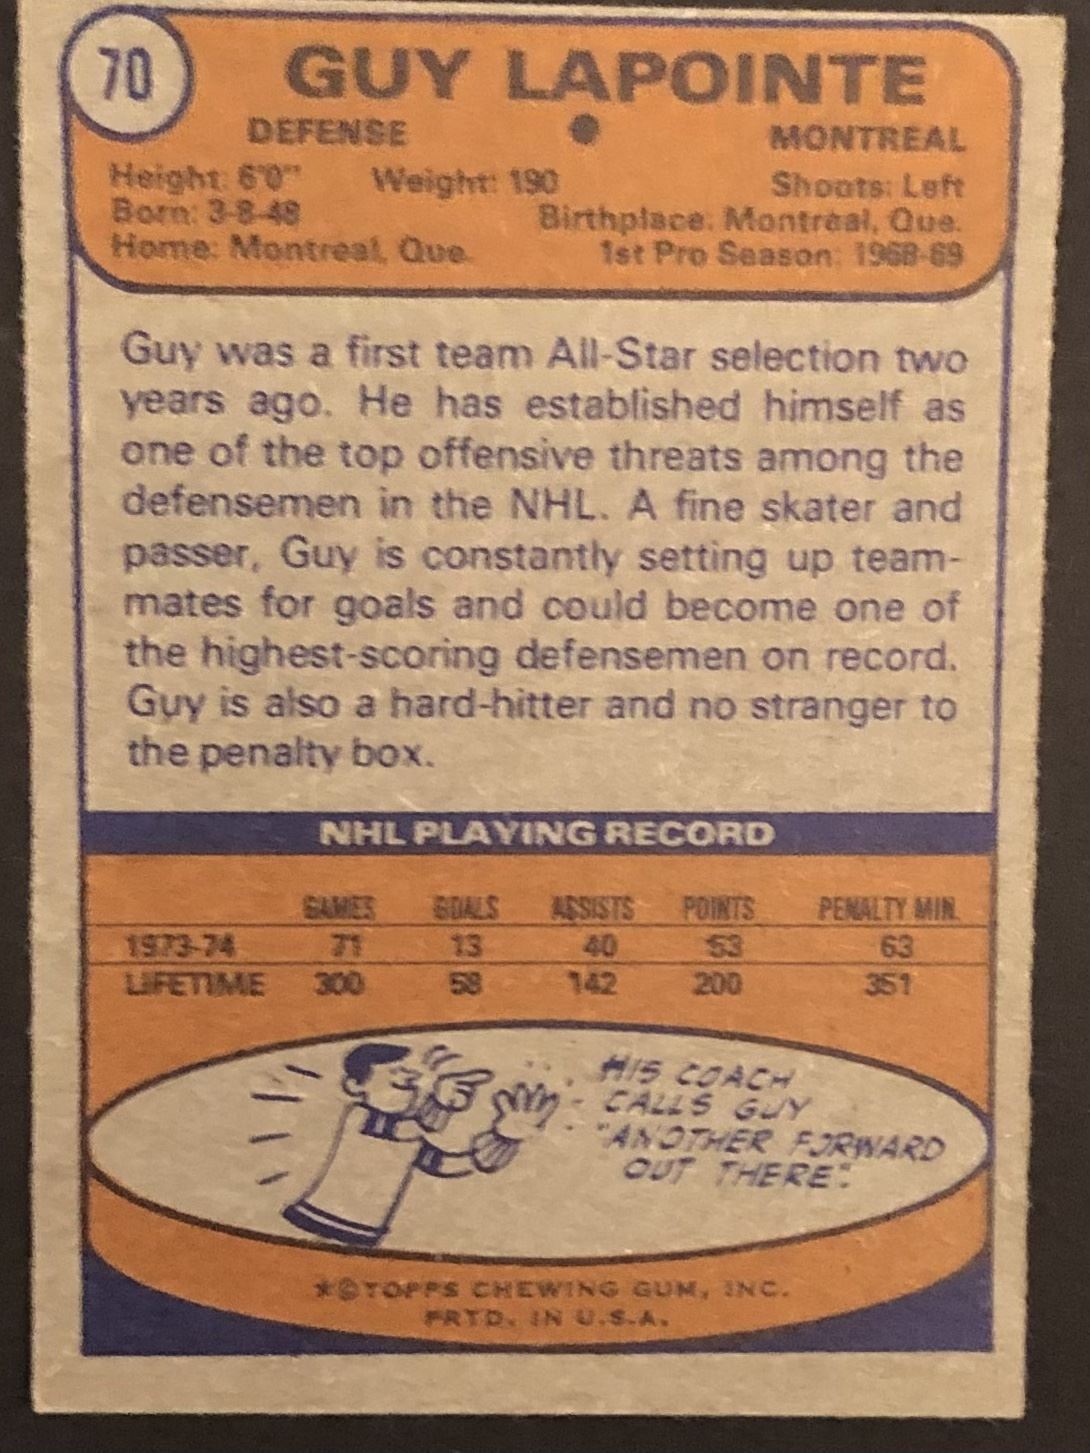 70
GUY LAPOINTE
DEFENSE • MONTREAL
Height: 6'0" Weight: 190 Shoots: Left
Born: 3-8-48 Birthplace: Montreal, Que.
Home: Montreal, Que. 1st Pro Season: 1968-69
Guy was a first team All-Star selection two
years ago. He has established himself as
one of the top offensive threats among the
defensemen in the NHL. A fine skater and
passer, Guy is constantly setting up team-
mates for goals and could become one of
the highest-scoring defensemen on record.
Guy is also a hard-hitter and no stranger to
the penalty box.
NHL PLAYING RECORD
GAMES GOALS ASSISTS POINTS PENALTY MIN.
1973-74 71 13 40 53 63
LIFETIME 300 58 142 200 351
HIS COACH
CALLS GUY
"ANOTHER FORWARD
OUT THERE".
*©TOPPS CHEWING GUM, INC.
PRTD. IN U.S.A.